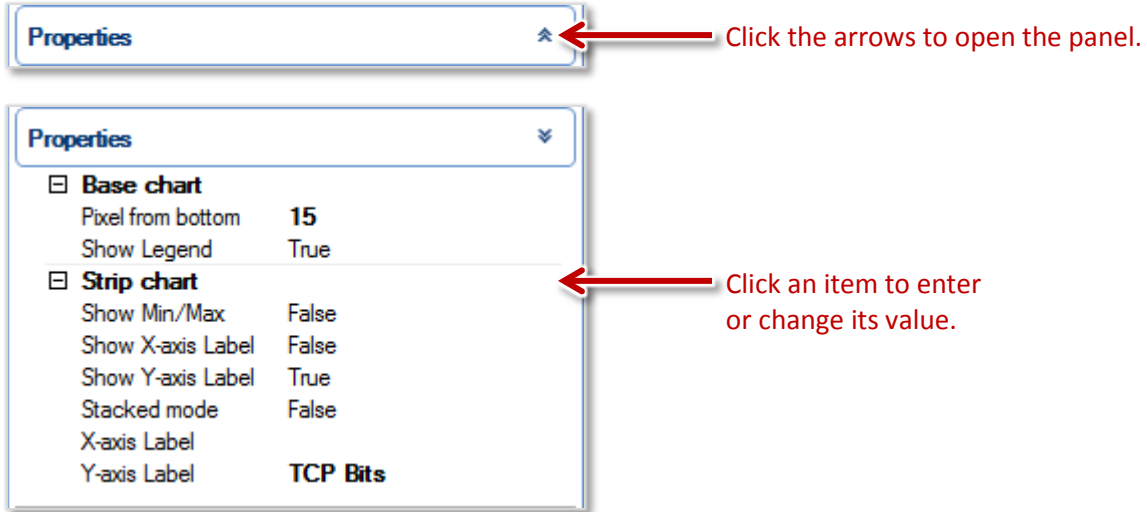 Properties
Click the arrows to open the panel.
Properties
Base chart
Pixel from bottom 15
Show Legend True
Strip chart
Click an item to enter
or change its value.
Show Min/Max False
Show X-axis Label False
Show Y-axis Label True
Stacked mode False
X-axis Label
Y-axis Label TCP Bits